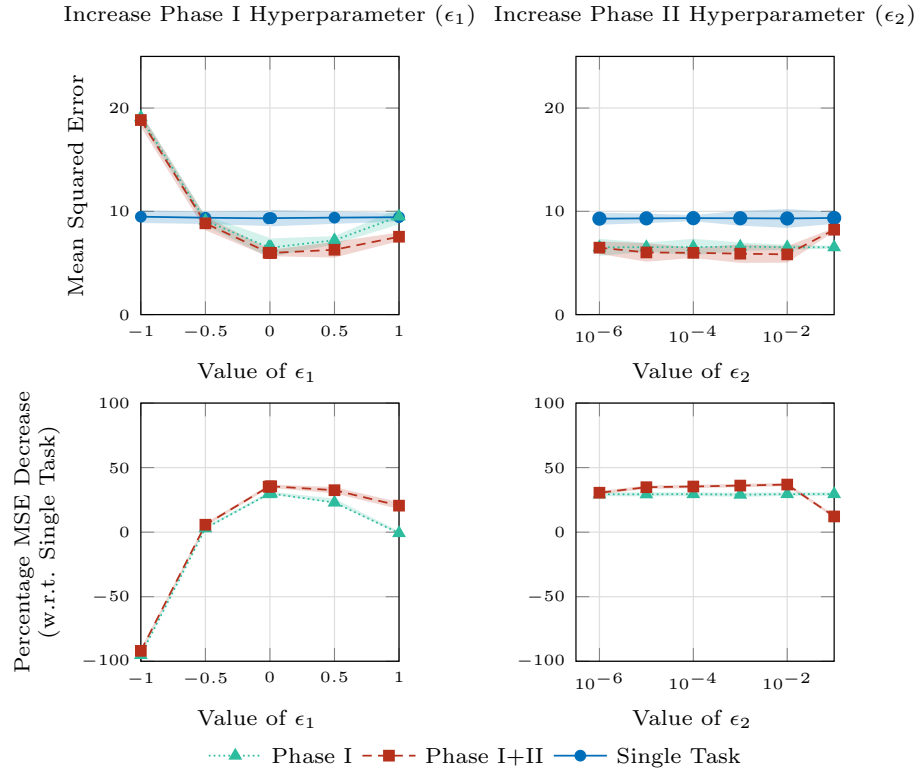 Increase Phase I Hyperparameter (ϵ₁)
Increase Phase II Hyperparameter (ϵ₂)
Mean Squared Error
20
10
0
−1
−0.5
0
0.5
1
Value of ϵ₁
20
10
0
10⁻⁶
10⁻⁴
10⁻²
Value of ϵ₂
Percentage MSE Decrease
(w.r.t. Single Task)
100
50
0
−50
−100
−1
−0.5
0
0.5
1
Value of ϵ₁
100
50
0
−50
−100
10⁻⁶
10⁻⁴
10⁻²
Value of ϵ₂
Phase I
Phase I+II
Single Task